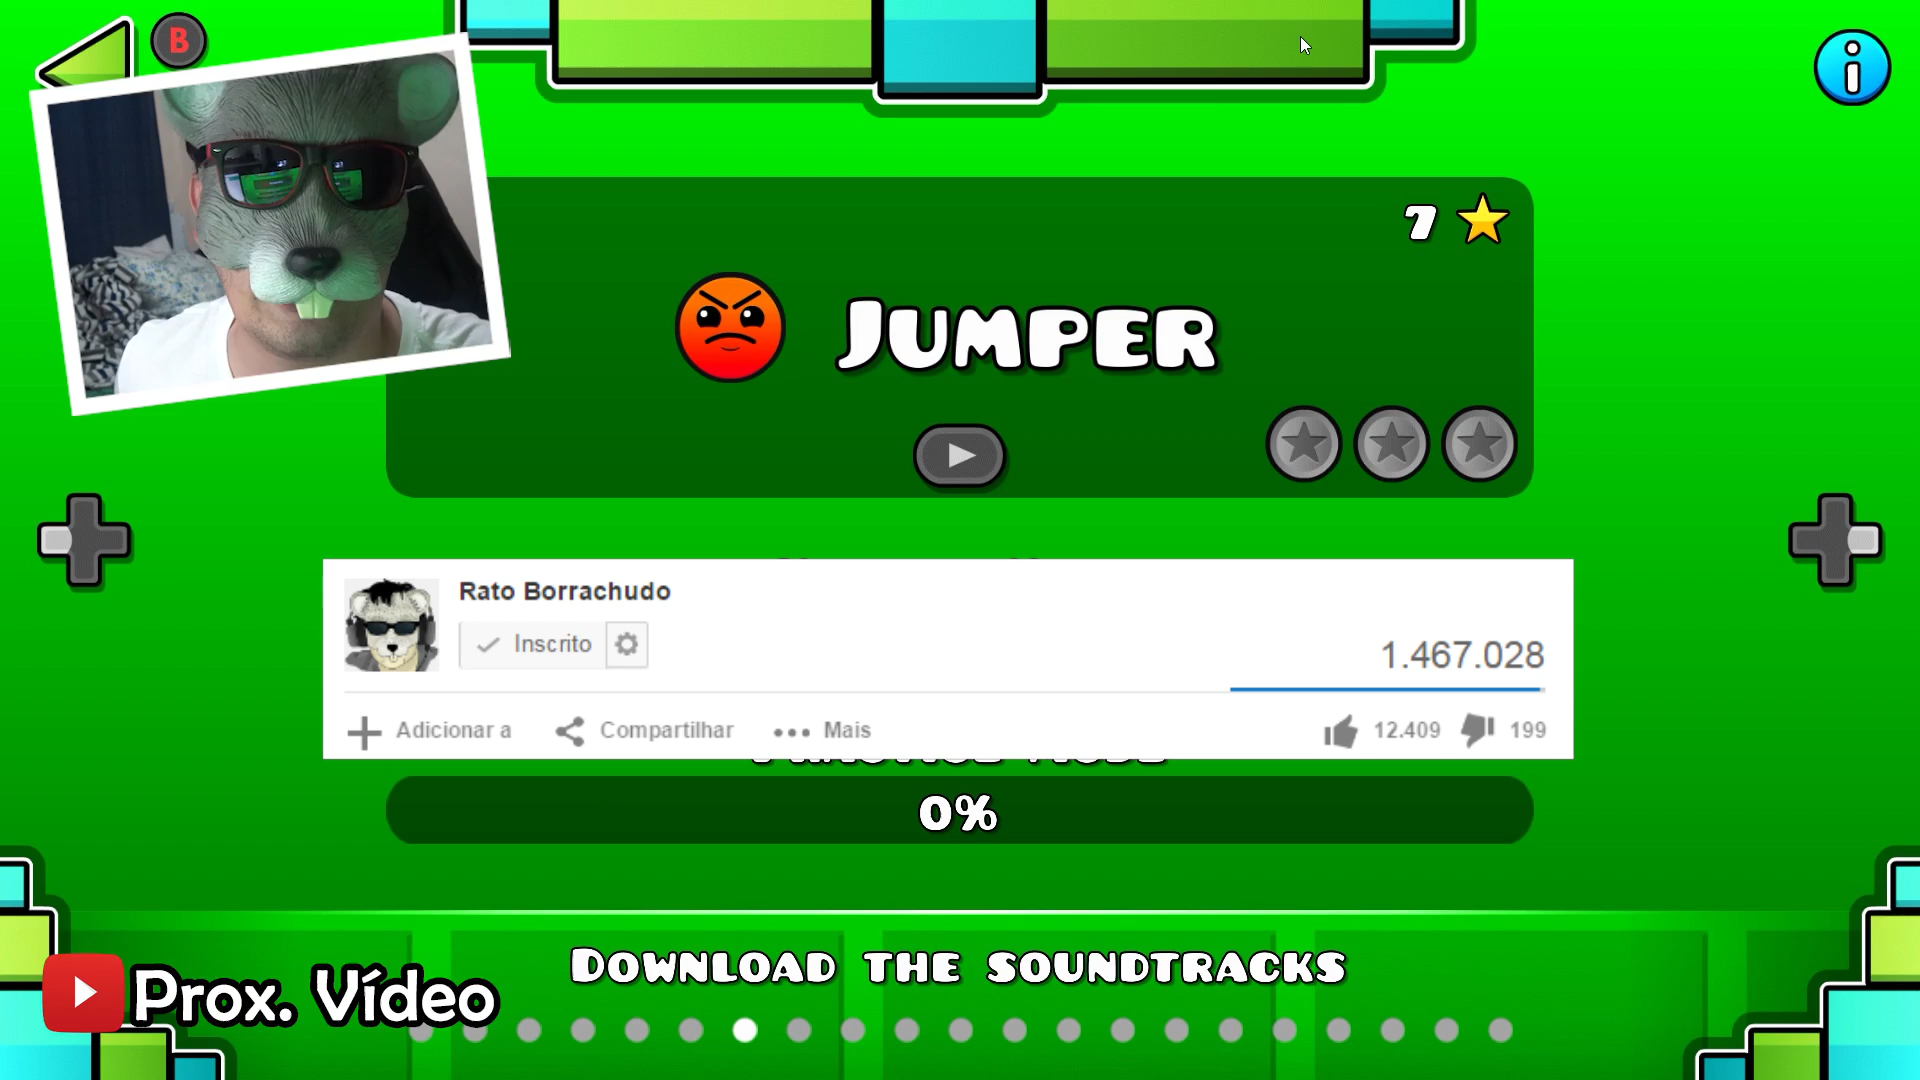 B
7
Jumper
Rato Borrachudo
Inscrito
1.467.028
Adicionar a
Compartilhar
Mais
12.409
199
0%
Download the soundtracks
Prox. Vídeo